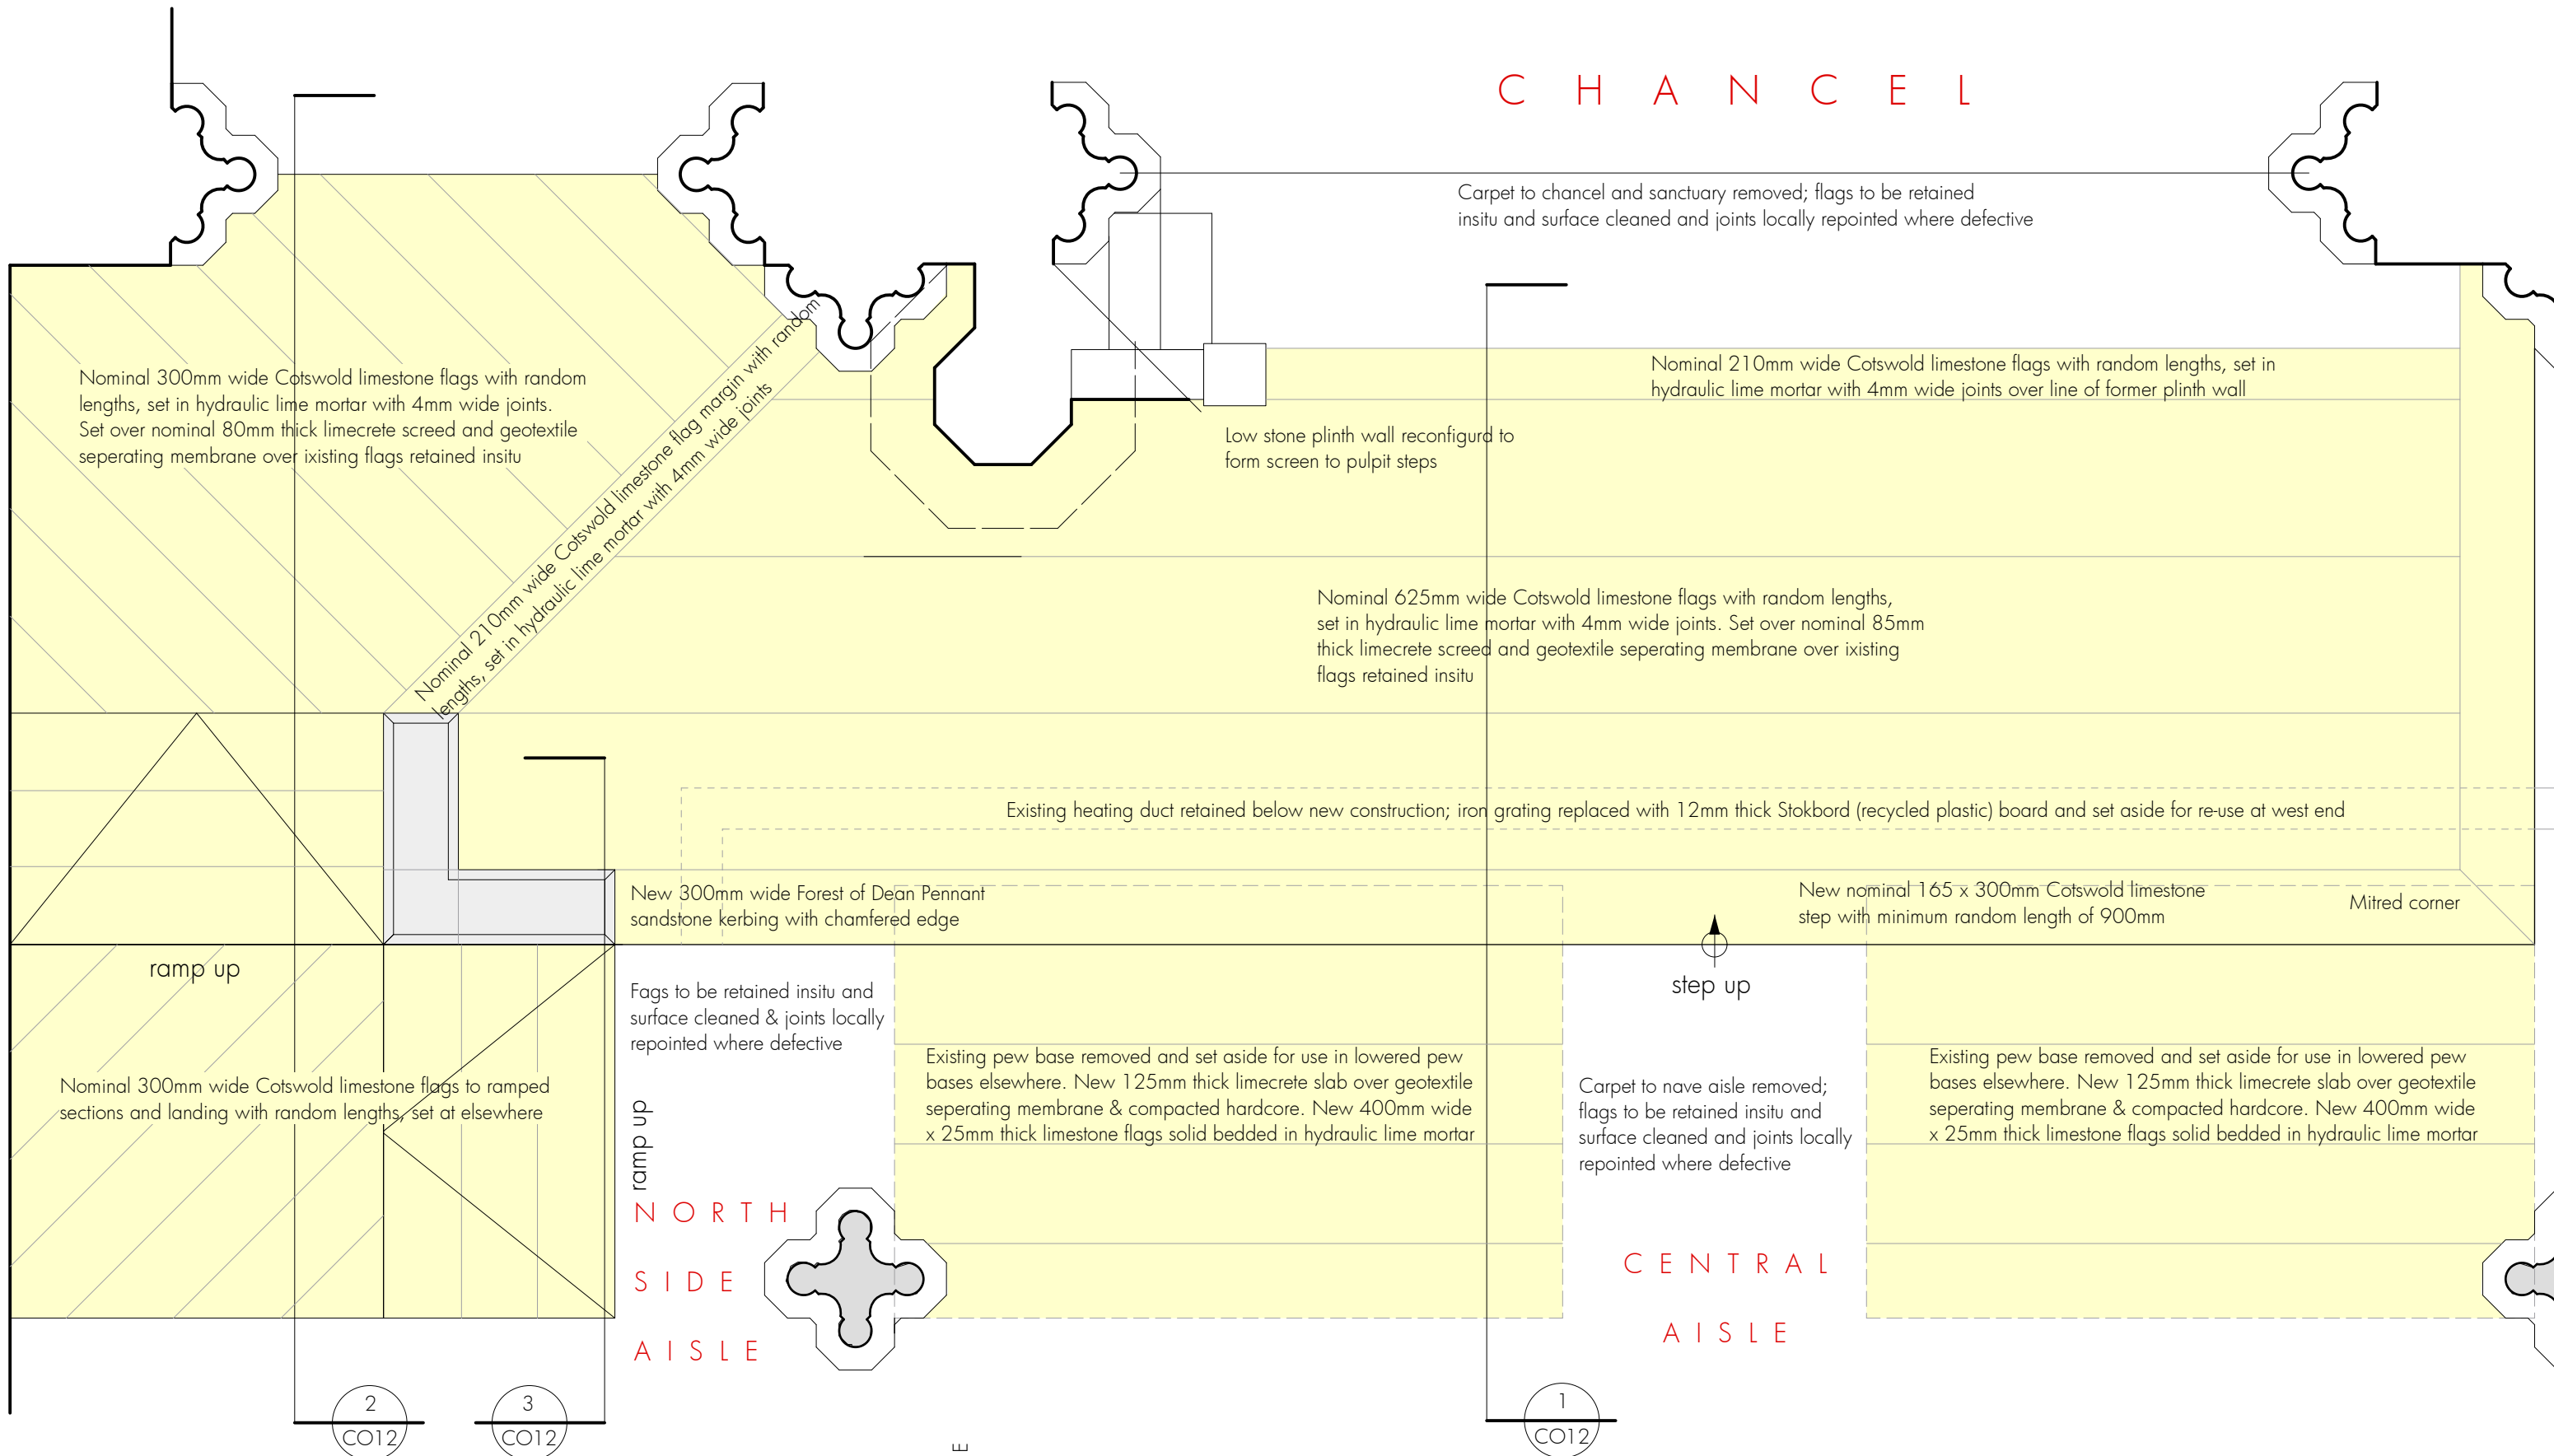 C H A N C E L
Carpet to chancel and sanctuary removed; flags to be retained
insitu and surface cleaned and joints locally repointed where defective
Nominal 300mm wide Cotswold limestone flags with random
lengths, set in hydraulic lime mortar with 4mm wide joints.
Set over nominal 80mm thick limecrete screed and geotextile
seperating membrane over ixisting flags retained insitu
Nominal 210mm wide Cotswold limestone flag margin with random
lengths, set in hydraulic lime mortar with 4mm wide joints
Nominal 210mm wide Cotswold limestone flags with random lengths, set in
hydraulic lime mortar with 4mm wide joints over line of former plinth wall
Low stone plinth wall reconfigurd to
form screen to pulpit steps
Nominal 625mm wide Cotswold limestone flags with random lengths,
set in hydraulic lime mortar with 4mm wide joints. Set over nominal 85mm
thick limecrete screed and geotextile seperating membrane over ixisting
flags retained insitu
Existing heating duct retained below new construction; iron grating replaced with 12mm thick Stokbord (recycled plastic) board and set aside for re-use at west end
New 300mm wide Forest of Dean Pennant
sandstone kerbing with chamfered edge
New nominal 165 x 300mm Cotswold limestone
step with minimum random length of 900mm
Mitred corner
ramp up
step up
Fags to be retained insitu and
surface cleaned & joints locally
repointed where defective
Nominal 300mm wide Cotswold limestone flags to ramped
sections and landing with random lengths, set at elsewhere
ramp up
Existing pew base removed and set aside for use in lowered pew
bases elsewhere. New 125mm thick limecrete slab over geotextile
seperating membrane & compacted hardcore. New 400mm wide
x 25mm thick limestone flags solid bedded in hydraulic lime mortar
Carpet to nave aisle removed;
flags to be retained insitu and
surface cleaned and joints locally
repointed where defective
Existing pew base removed and set aside for use in lowered pew
bases elsewhere. New 125mm thick limecrete slab over geotextile
seperating membrane & compacted hardcore. New 400mm wide
x 25mm thick limestone flags solid bedded in hydraulic lime mortar
N O R T H
S I D E
A I S L E
C E N T R A L
A I S L E
2
CO12
3
CO12
1
CO12
E